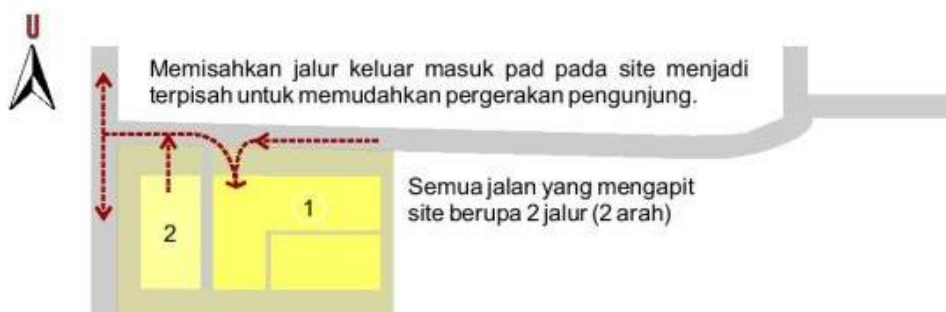 U
Memisahkan jalur keluar masuk pad pada site menjadi
terpisah untuk memudahkan pergerakan pengunjung.
Semua jalan yang mengapit
site berupa 2 jalur (2 arah)
1
2